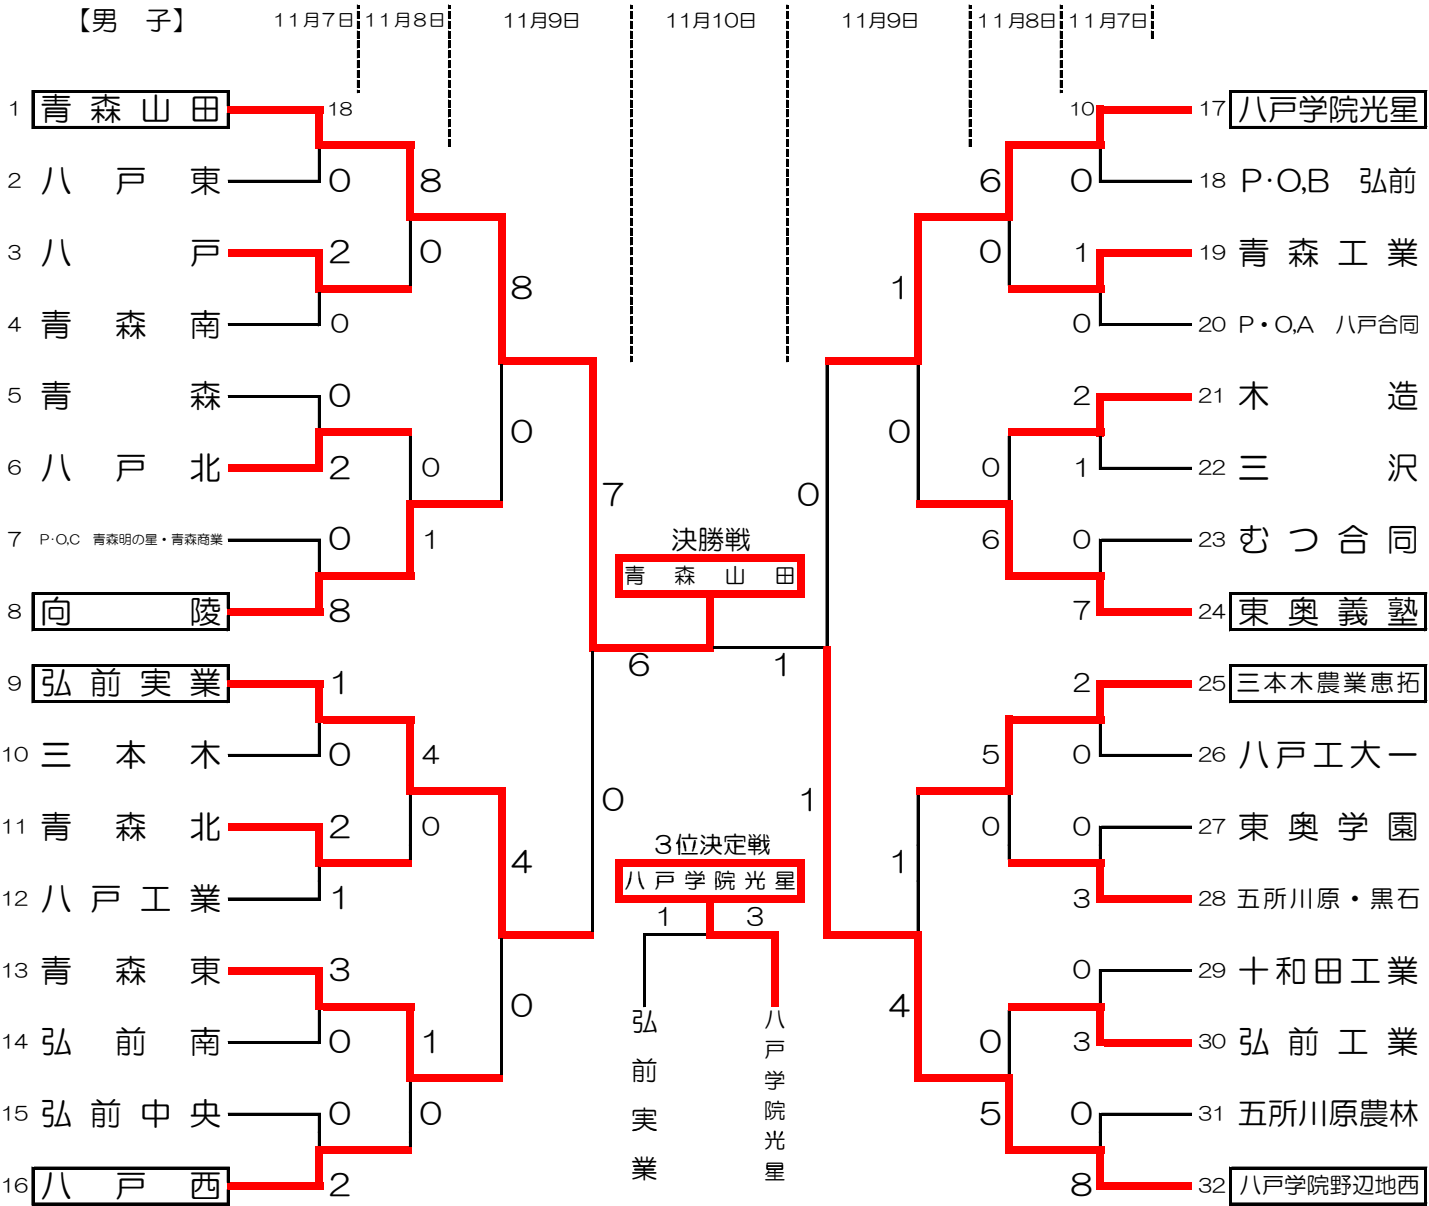 【男 子】
11月7日 11月8日 11月9日 11月10日 11月9日 11月8日 11月7日
1 青森山田 18
2 八戸東 0
8
3 八戸 2
0
4 青森南 0
8
5 青森 0
0
6 八戸北 2
0
7 P・O,C 青森明の星・青森商業 0
1
8 向陵 8
7
9 弘前実業 1
10 三本木 0
4
11 青森北 2
0
12 八戸工業 1
4
13 青森東 3
0
14 弘前南 0
1
15 弘前中央 0
0
16 八戸西 2
0
決勝戦
青森山田
6 1
3位決定戦
八戸学院光星
1 3
弘前実業
八戸学院光星
10 17 八戸学院光星
6
0 18 P・O,B 弘前
0
1 19 青森工業
1
0 20 P・O,A 八戸合同
0
2 21 木造
0
1 22 三沢
0
6
0 23 むつ合同
7 24 東奥義塾
2 25 三本木農業恵拓
5
0 26 八戸工大一
1
0
0 27 東奥学園
1
3 28 五所川原・黒石
0 29 十和田工業
4
0
3 30 弘前工業
5
0 31 五所川原農林
8 32 八戸学院野辺地西